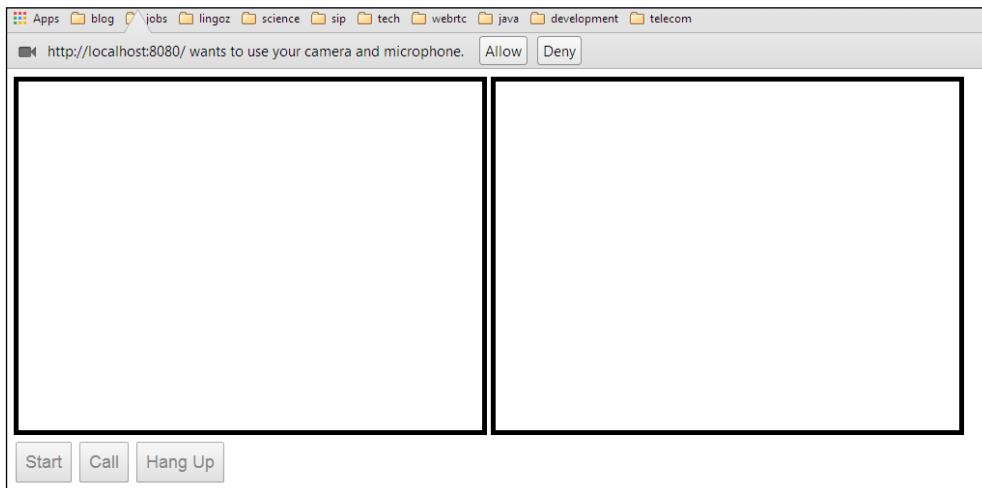 Apps blog jobs lingoz science sip tech webrtc java development telecom
http://localhost:8080/ wants to use your camera and microphone. Allow Deny
Start Call Hang Up